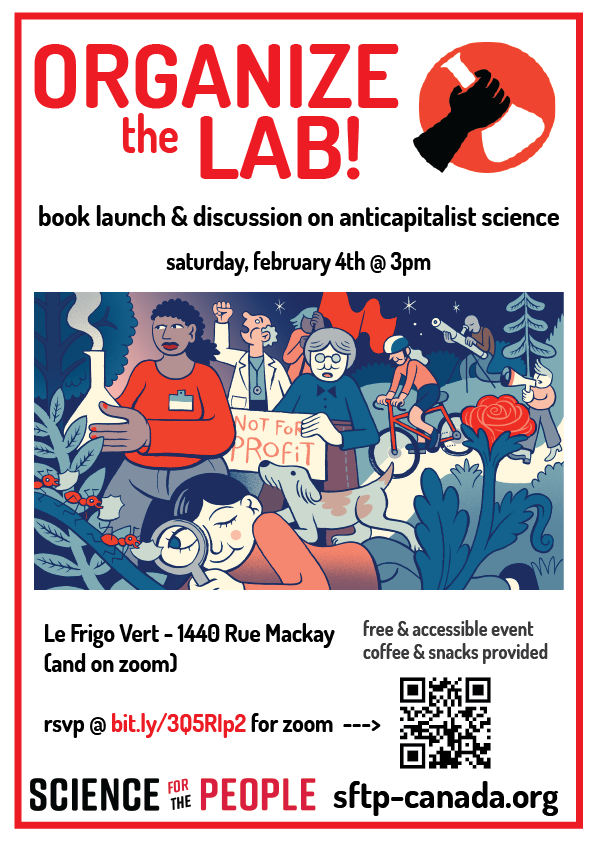 ORGANIZE
the LAB!
book launch & discussion on anticapitalist science
saturday, february 4th @ 3pm
NOT FOR
PROFiT
Le Frigo Vert - 1440 Rue Mackay
(and on zoom)
free & accessible event
coffee & snacks provided
rsvp @ bit.ly/3Q5RIp2 for zoom --->
SCIENCE FOR THE PEOPLE sftp-canada.org